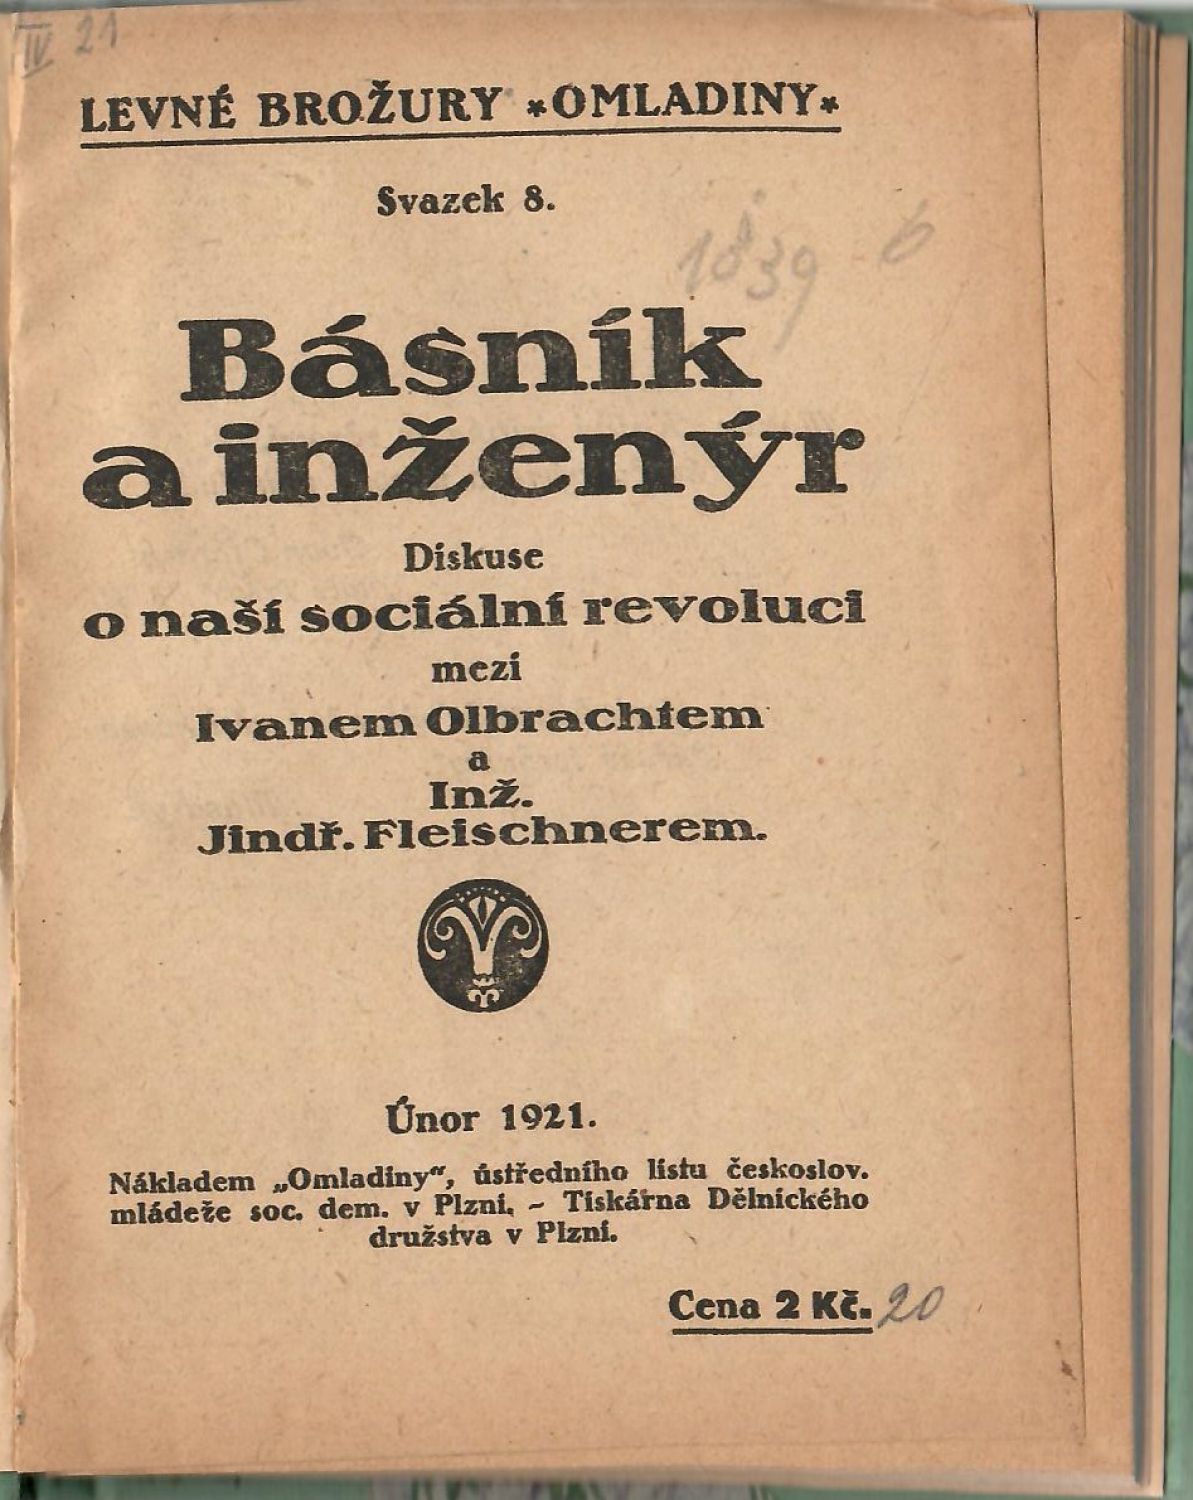 IV 21
LEVNÉ BROŽURY *OMLADINY*
Svazek 8.
1839 6
Básník
a inženýr
Diskuse
o naší sociální revoluci
mezi
Ivanem Olbrachtem
a
Inž.
Jindř. Fleischnerem.
Únor 1921.
Nákladem „Omladiny“, ústředního listu českoslov.
mládeže soc. dem. v Plzni. – Tiskárna Dělnického
družstva v Plzni.
Cena 2 Kč. 20